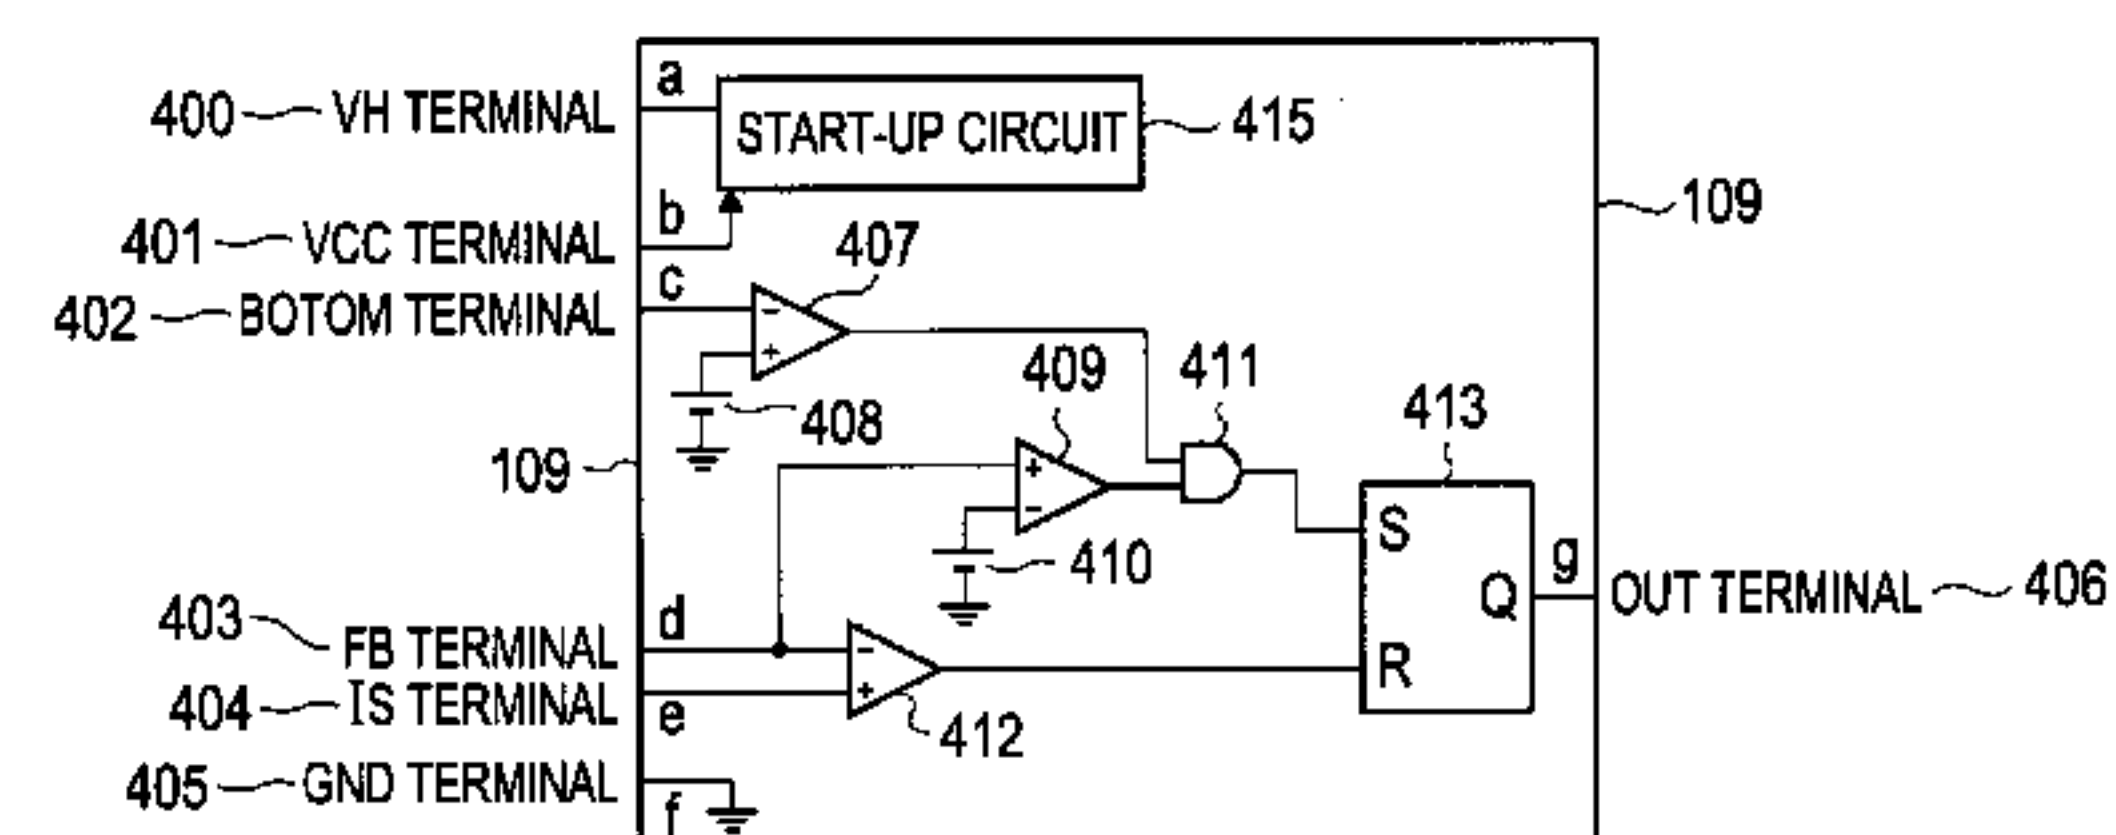 a
400 VH TERMINAL
START-UP CIRCUIT 415
b
109
401 VCC TERMINAL
407
c
402 BOTOM TERMINAL
-
+
409 411
408
413
109
+
-
S
410
g
403 d
Q OUT TERMINAL 406
FB TERMINAL
-
R
404 IS TERMINAL
+
e
412
405 GND TERMINAL
f